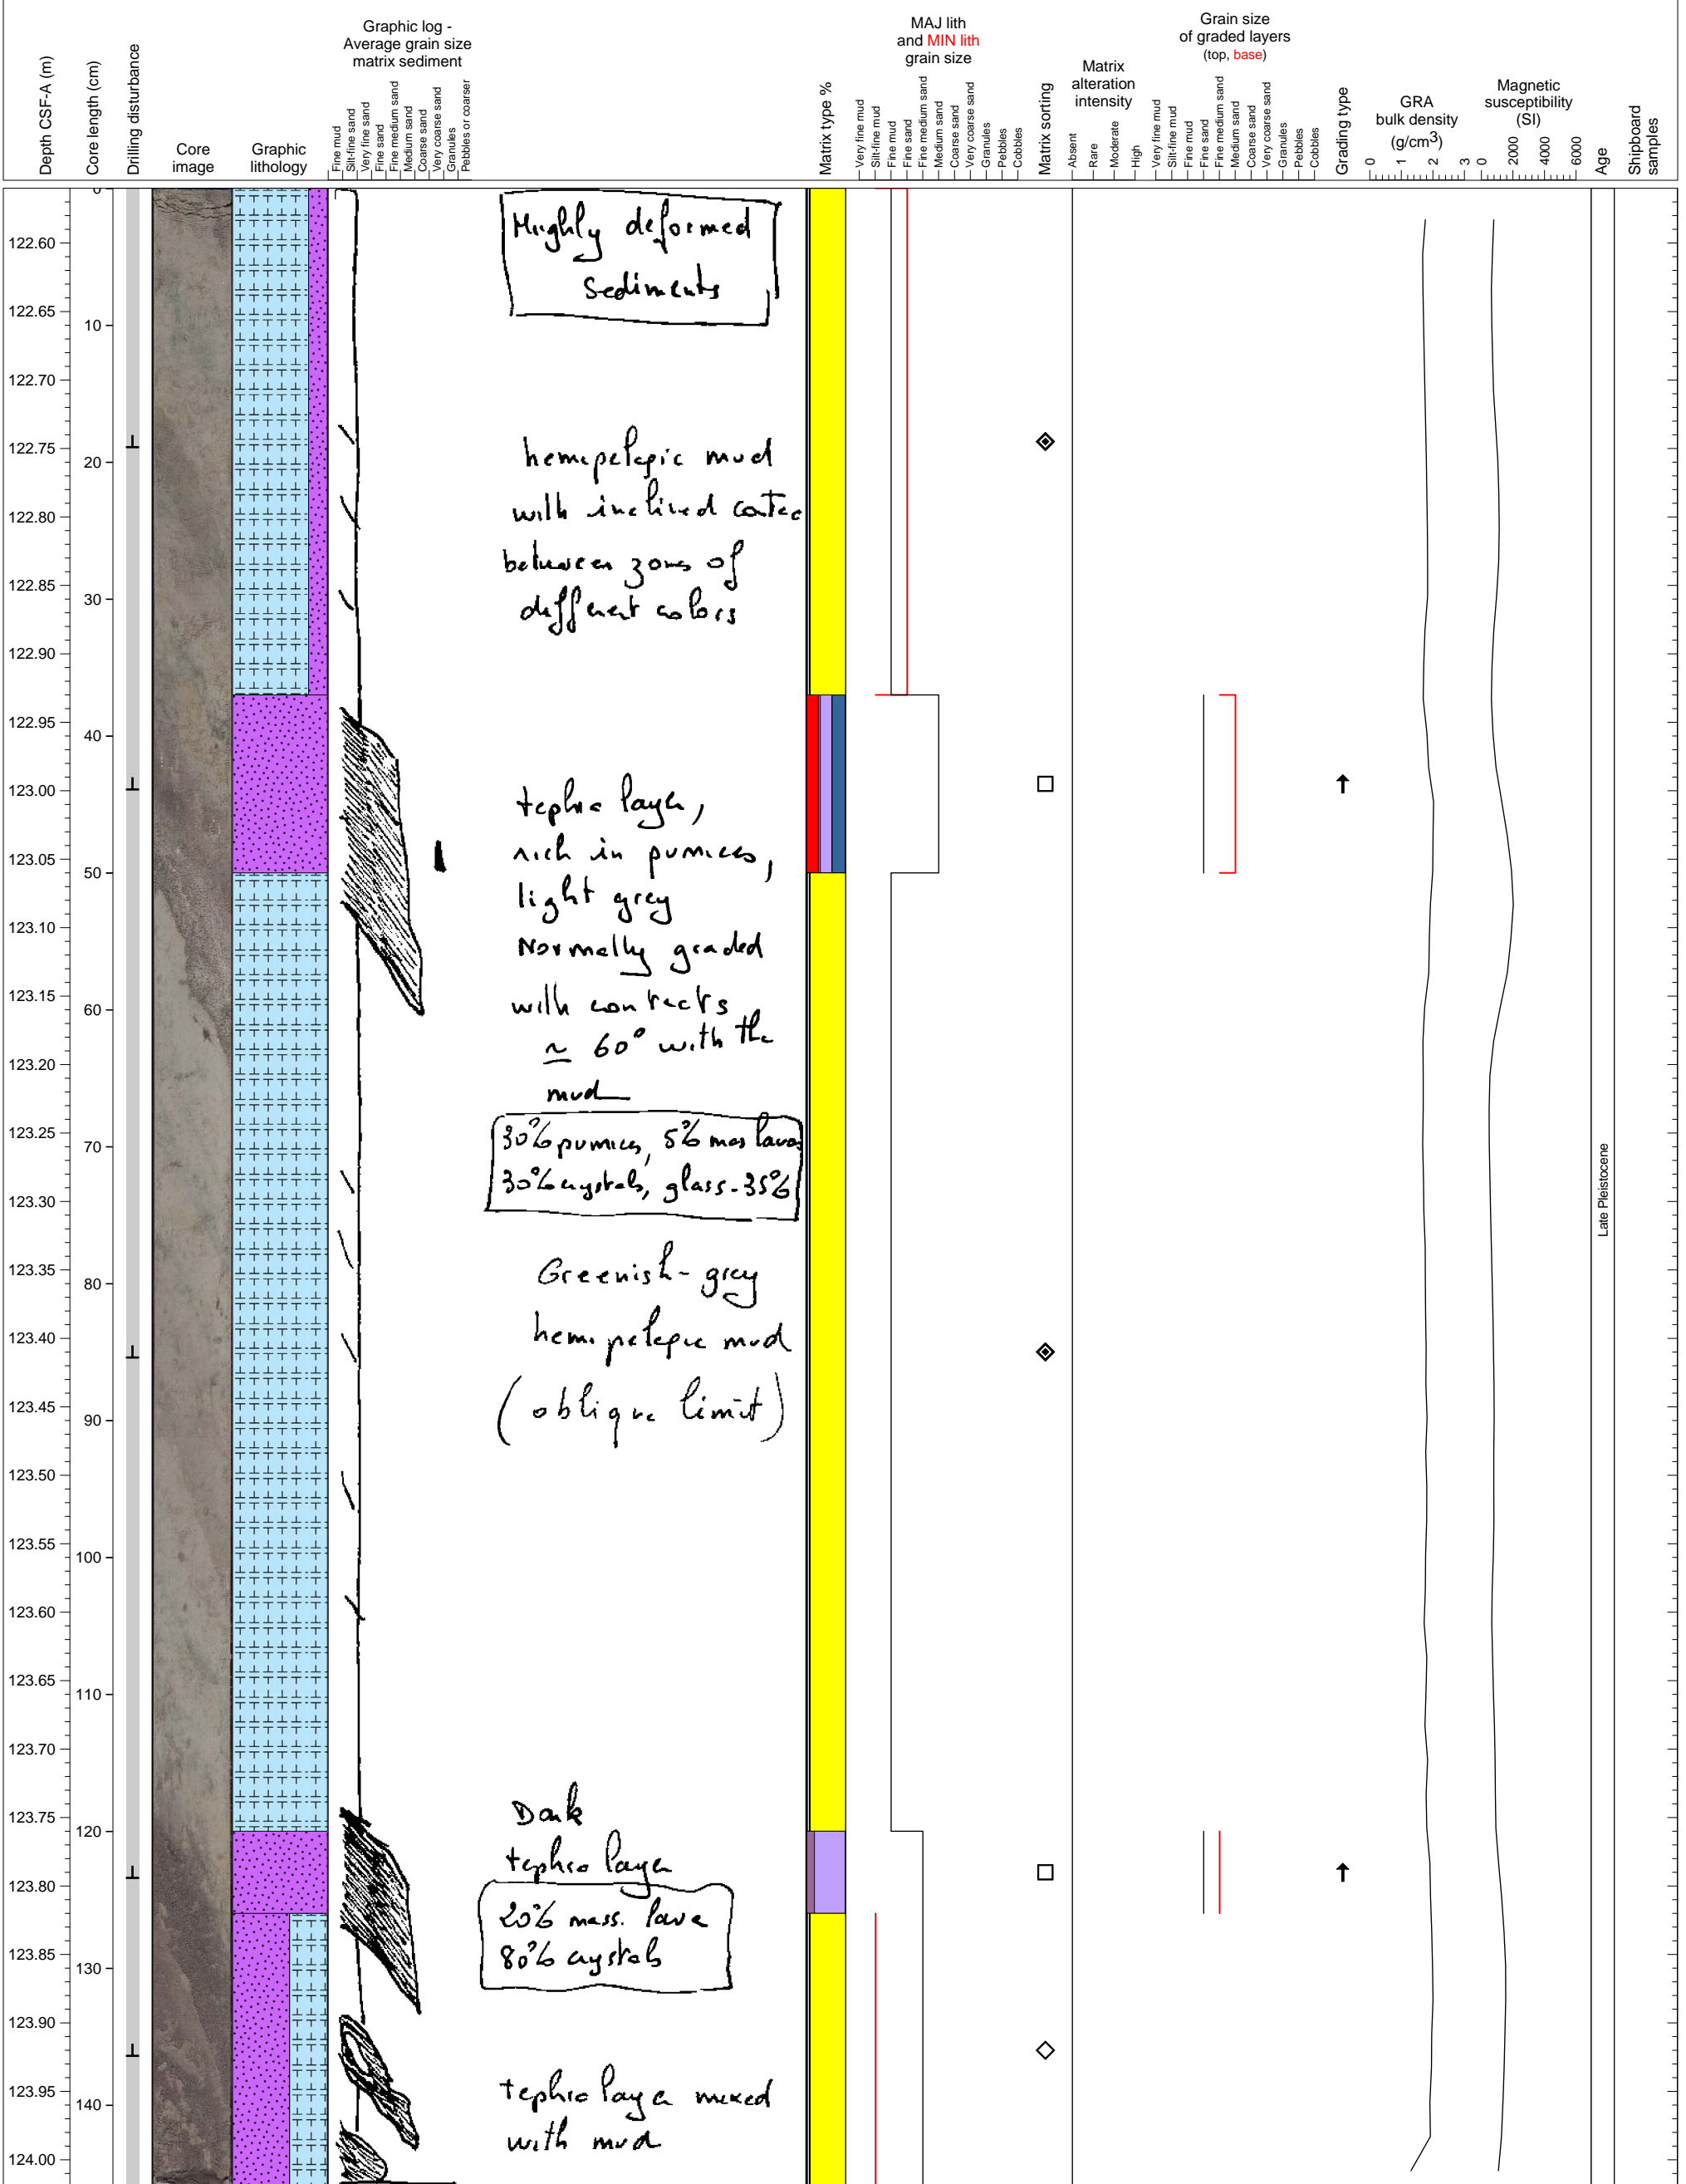 Depth CSF-A (m)
Core length (cm)
Drilling disturbance
Core
image
Graphic
lithology
Graphic log -
Average grain size
matrix sediment
Fine mud
Silt-fine sand
Very fine sand
Fine sand
Fine medium sand
Medium sand
Coarse sand
Very coarse sand
Granules
Pebbles or coarser
Matrix type %
MAJ lith
and MIN lith
grain size
Very fine mud
Silt-fine mud
Fine mud
Fine sand
Fine medium sand
Medium sand
Coarse sand
Very coarse sand
Granules
Pebbles
Cobbles
Matrix sorting
Matrix
alteration
intensity
Absent
Rare
Moderate
High
Grain size
of graded layers
(top, base)
Very fine mud
Silt-fine mud
Fine mud
Fine sand
Fine medium sand
Medium sand
Coarse sand
Very coarse sand
Granules
Pebbles
Cobbles
Grading type
GRA
bulk density
(g/cm3)
0 1 2 3
Magnetic
susceptibility
(SI)
0 2000 4000 6000
Age
Shipboard
samples
122.60
122.65
122.70
122.75
122.80
122.85
122.90
122.95
123.00
123.05
123.10
123.15
123.20
123.25
123.30
123.35
123.40
123.45
123.50
123.55
123.60
123.65
123.70
123.75
123.80
123.85
123.90
123.95
124.00
0
10
20
30
40
50
60
70
80
90
100
110
120
130
140
Highly deformed
Sediments
hemipelagic mud
with inclined contac
between zones of
different colors
tephra layer,
rich in pumices,
light grey
Normally graded
with contacts
≃ 60° with the
mud
30% pumices, 5% mas lava
30% crystals, glass-35%
Greenish-grey
hemipelagic mud
(oblique limit)
Dark
tephra layer
20% mass. lava
80% crystals
tephra layer mixed
with mud
Late Pleistocene